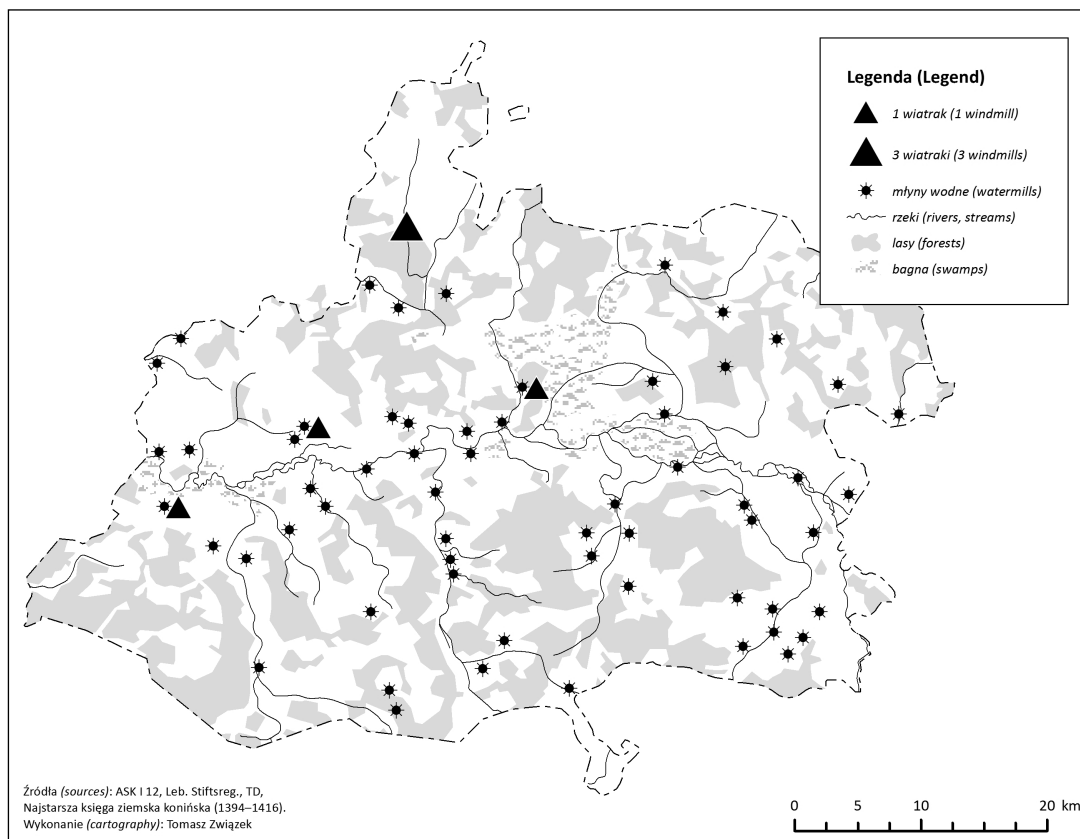 Legenda (Legend)
1 wiatrak (1 windmill)
3 wiatraki (3 windmills)
młyny wodne (watermills)
rzeki (rivers, streams)
lasy (forests)
bagna (swamps)
Źródła (sources): ASK I 12, Leb. Stiftsreg., TD,
Najstarsza księga ziemska konińska (1394–1416).
Wykonanie (cartography): Tomasz Związek
0 5 10 20 km